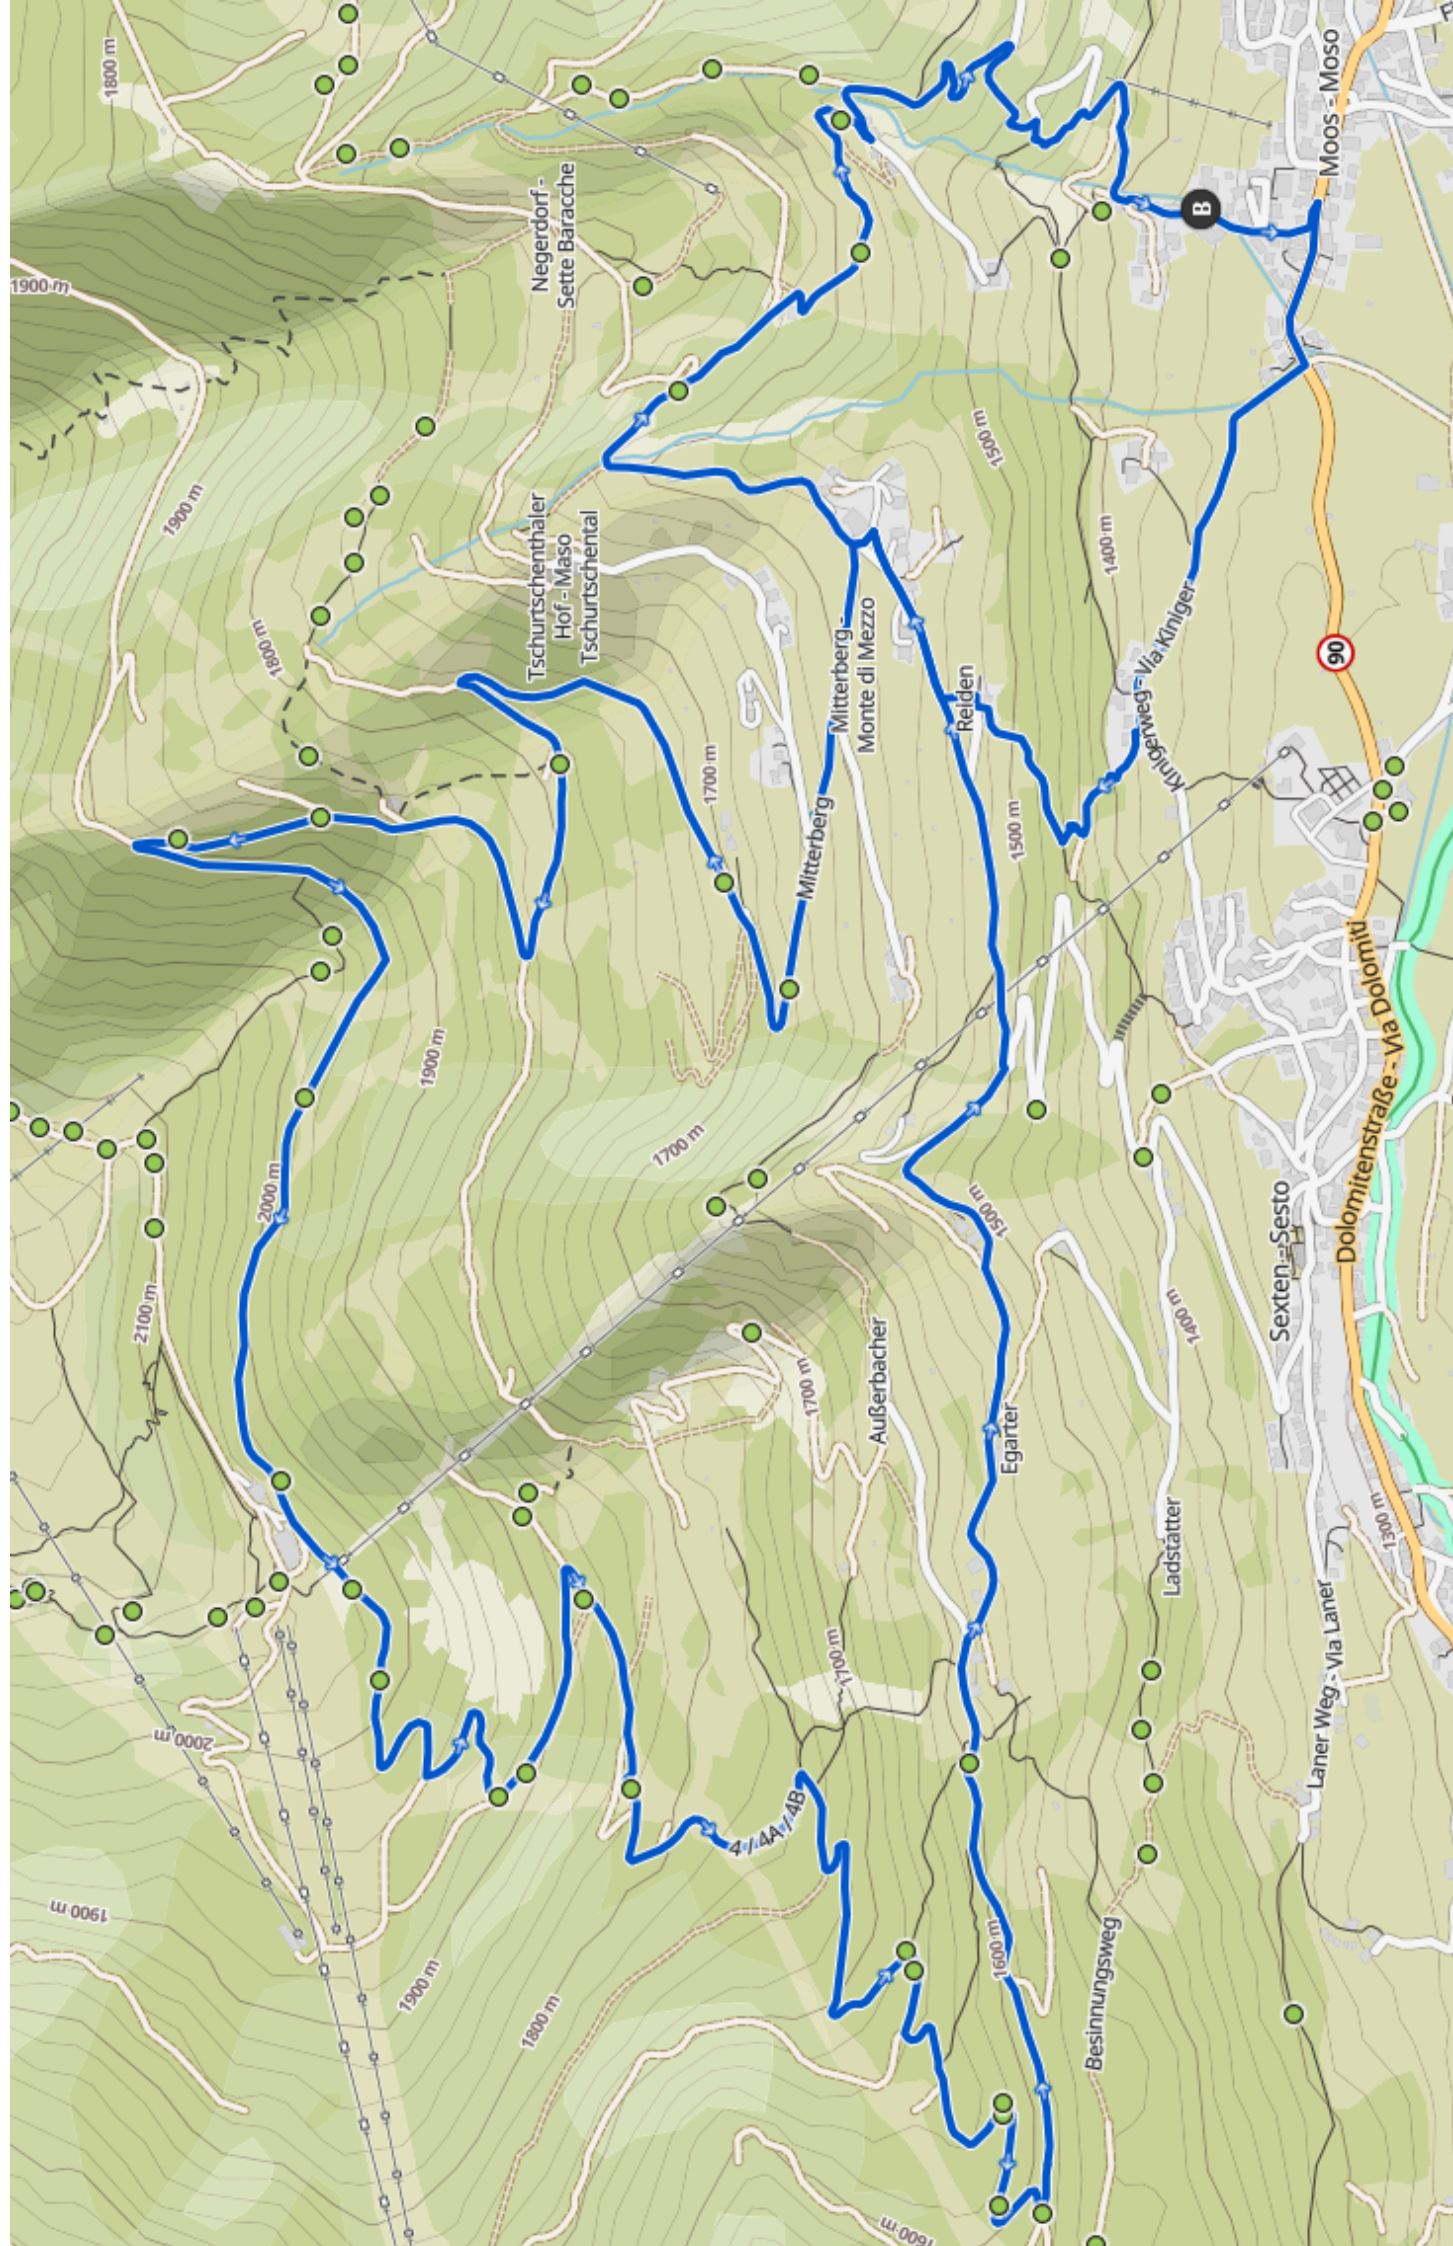 1800 m
1900 m
Negerdorf -
Sette Baracche
Moos - Moso
B
1900 m
Tschurtschenthaler
Hof - Maso
Tschurtschental
1500 m
1400 m
1800 m
Mitterberg -
Monte di Mezzo
Reiden
Kinigerweg - Via Kiniger
90
1700 m
Mitterberg
1500 m
1900 m
1700 m
2000 m
2100 m
1500 m
Dolomitenstraße - Via Dolomiti
Sexten - Sesto
1400 m
Außerbacher
1700 m
Egarter
Ladstätter
1300 m
Laner Weg - Via Laner
1700 m
2000 m
4 / 4A / 4B
1900 m
1900 m
1800 m
1600 m
Besinnungsweg
1600 m